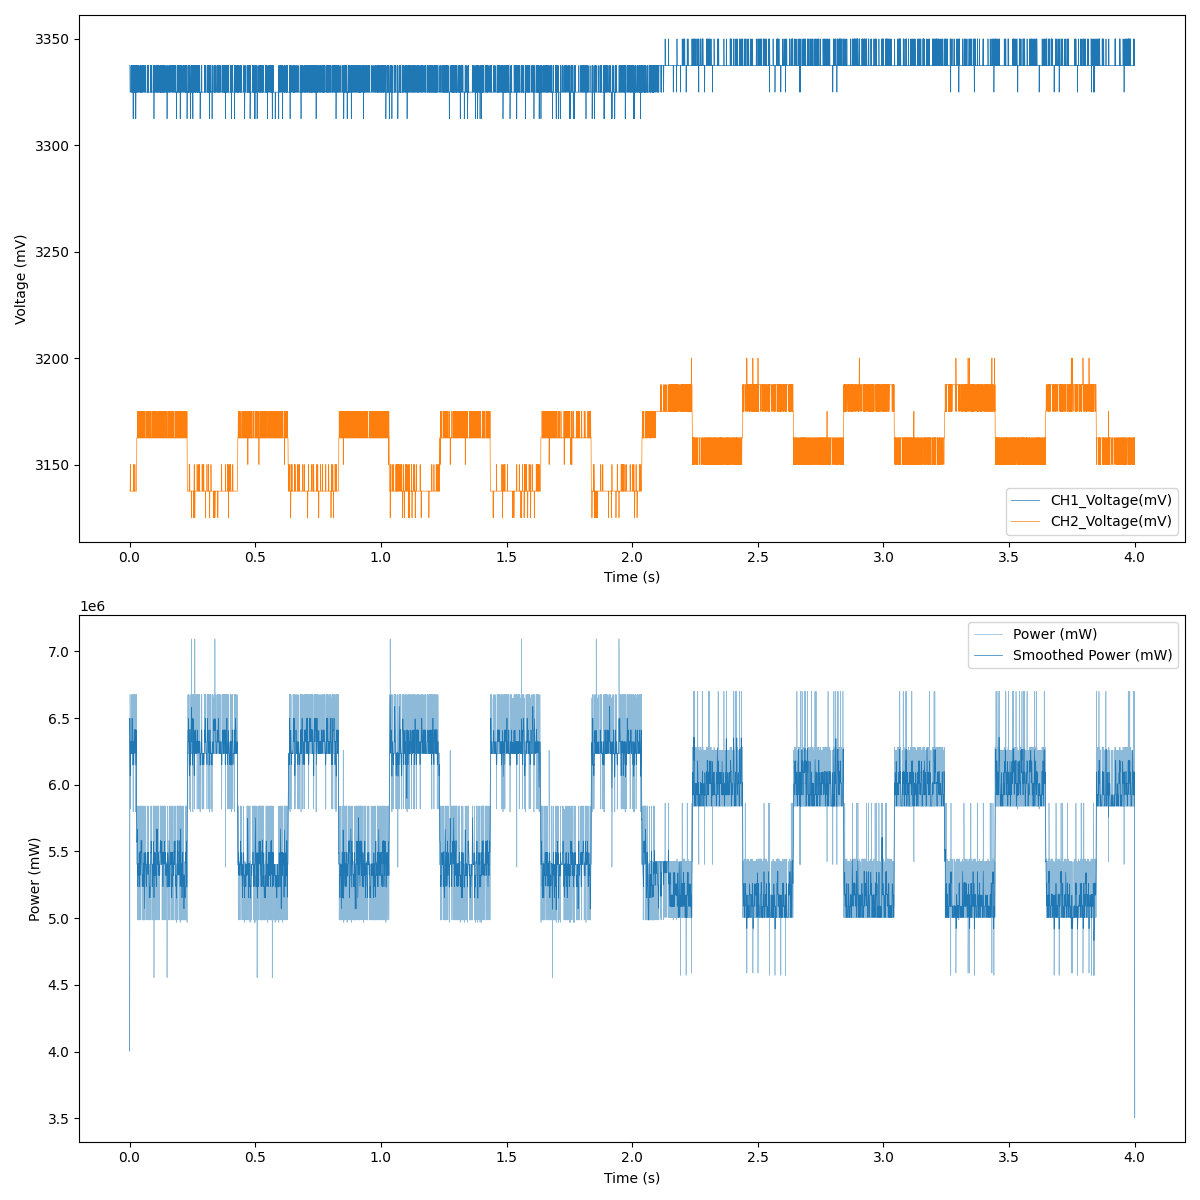 3350
3300
3250
3200
3150
Voltage (mV)
CH1_Voltage(mV)
CH2_Voltage(mV)
0.0 0.5 1.0 1.5 2.0 2.5 3.0 3.5 4.0
Time (s)
1e6
7.0
6.5
6.0
5.5
5.0
4.5
4.0
3.5
Power (mW)
Power (mW)
Smoothed Power (mW)
0.0 0.5 1.0 1.5 2.0 2.5 3.0 3.5 4.0
Time (s)